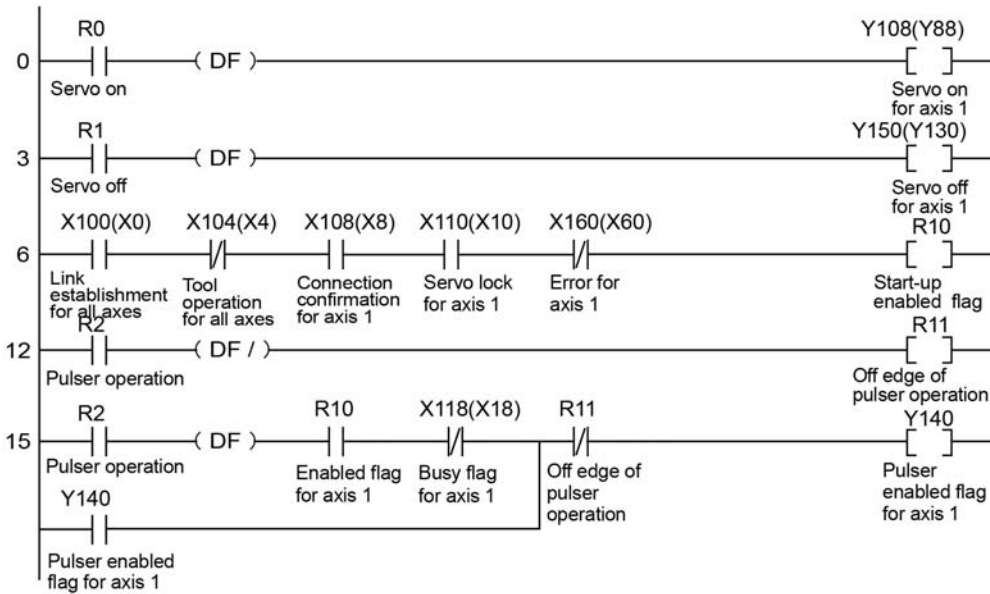 R0 Y108(Y88)
0 ( DF )
Servo on Servo on
for axis 1
R1 Y150(Y130)
3 ( DF )
Servo off Servo off
for axis 1
X100(X0) X104(X4) X108(X8) X110(X10) X160(X60) R10
6
Link Tool Connection Servo lock Error for Start-up
establishment operation confirmation for axis 1 axis 1 enabled flag
for all axes for all axes for axis 1
R2 R11
12 ( DF / )
Pulser operation Off edge of
pulser operation
R2 R10 X118(X18) R11 Y140
15 ( DF )
Pulser operation Enabled flag Busy flag Off edge of Pulser
for axis 1 for axis 1 pulser enabled flag
operation for axis 1
Y140
Pulser enabled
flag for axis 1